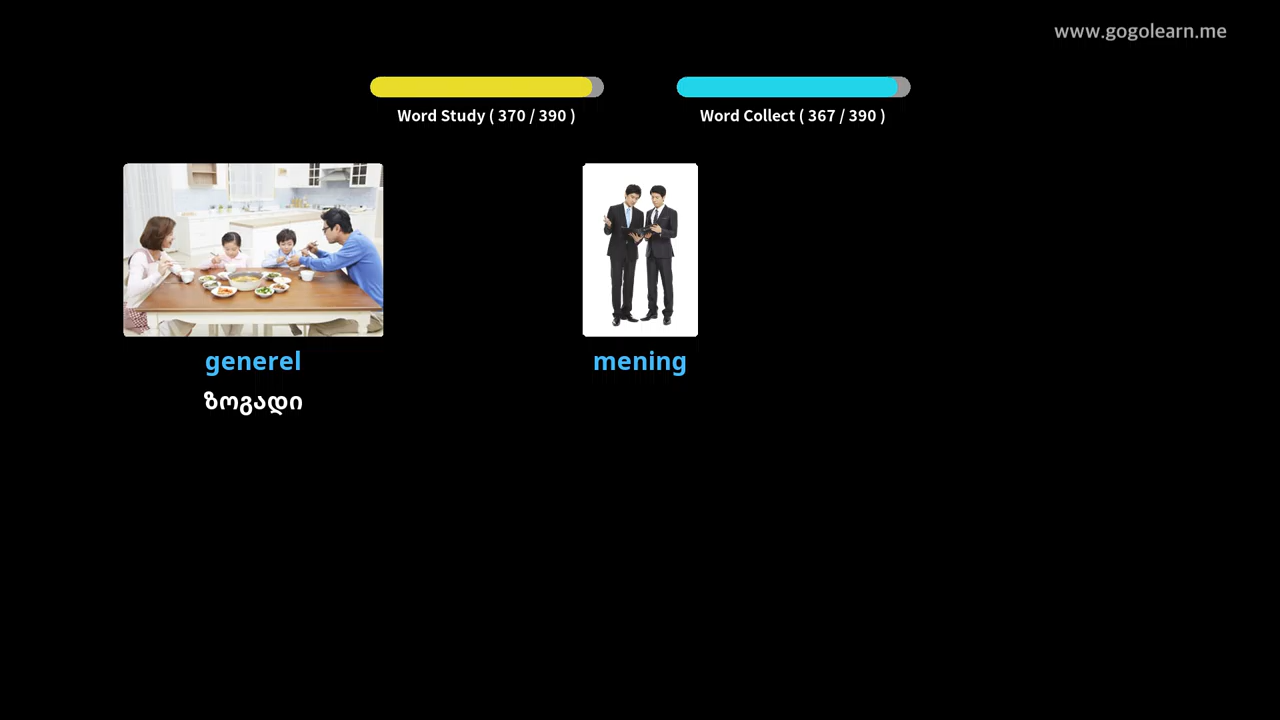 www.gogolearn.me
Word Study ( 370 / 390 )
Word Collect ( 367 / 390 )
generel
mening
ზოგადი